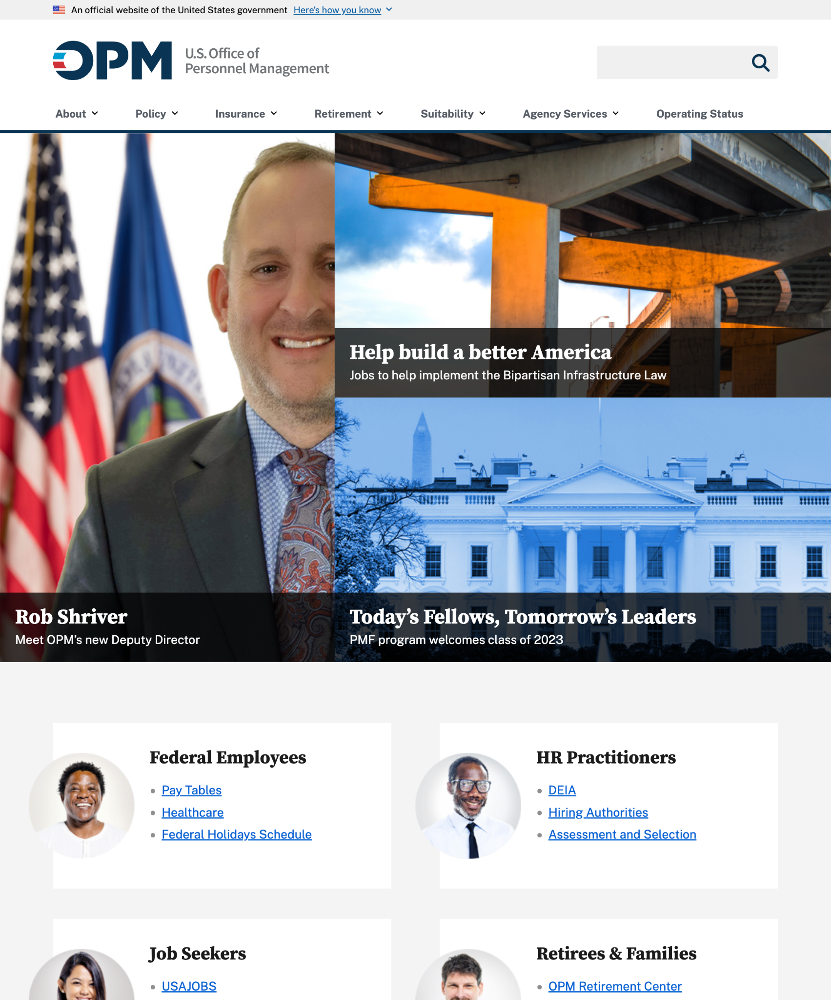 An official website of the United States government Here's how you know
OPM
U.S. Office of
Personnel Management
About
Policy
Insurance
Retirement
Suitability
Agency Services
Operating Status
Help build a better America
Jobs to help implement the Bipartisan Infrastructure Law
Rob Shriver
Meet OPM’s new Deputy Director
Today’s Fellows, Tomorrow’s Leaders
PMF program welcomes class of 2023
Federal Employees
Pay Tables
Healthcare
Federal Holidays Schedule
HR Practitioners
DEIA
Hiring Authorities
Assessment and Selection
Job Seekers
USAJOBS
Retirees & Families
OPM Retirement Center